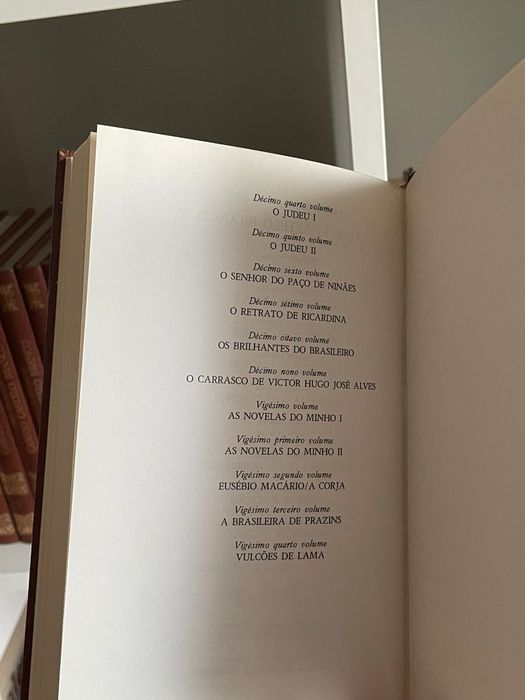 Décimo quarto volume
O JUDEU I
Décimo quinto volume
O JUDEU II
Décimo sexto volume
O SENHOR DO PAÇO DE NINÃES
Décimo sétimo volume
O RETRATO DE RICARDINA
Décimo oitavo volume
OS BRILHANTES DO BRASILEIRO
Décimo nono volume
O CARRASCO DE VICTOR HUGO JOSÉ ALVES
Vigésimo volume
AS NOVELAS DO MINHO I
Vigésimo primeiro volume
AS NOVELAS DO MINHO II
Vigésimo segundo volume
EUSÉBIO MACÁRIO/A CORJA
Vigésimo terceiro volume
A BRASILEIRA DE PRAZINS
Vigésimo quarto volume
VULCÕES DE LAMA